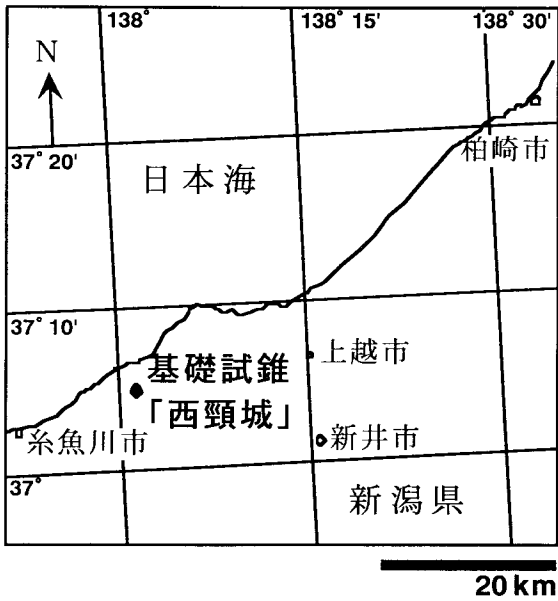 138°
138° 15'
138° 30'
N
37° 20'
柏崎市
日本海
37° 10'
上越市
基礎試錐
「西頸城」
糸魚川市
新井市
37°
新潟県
20 km